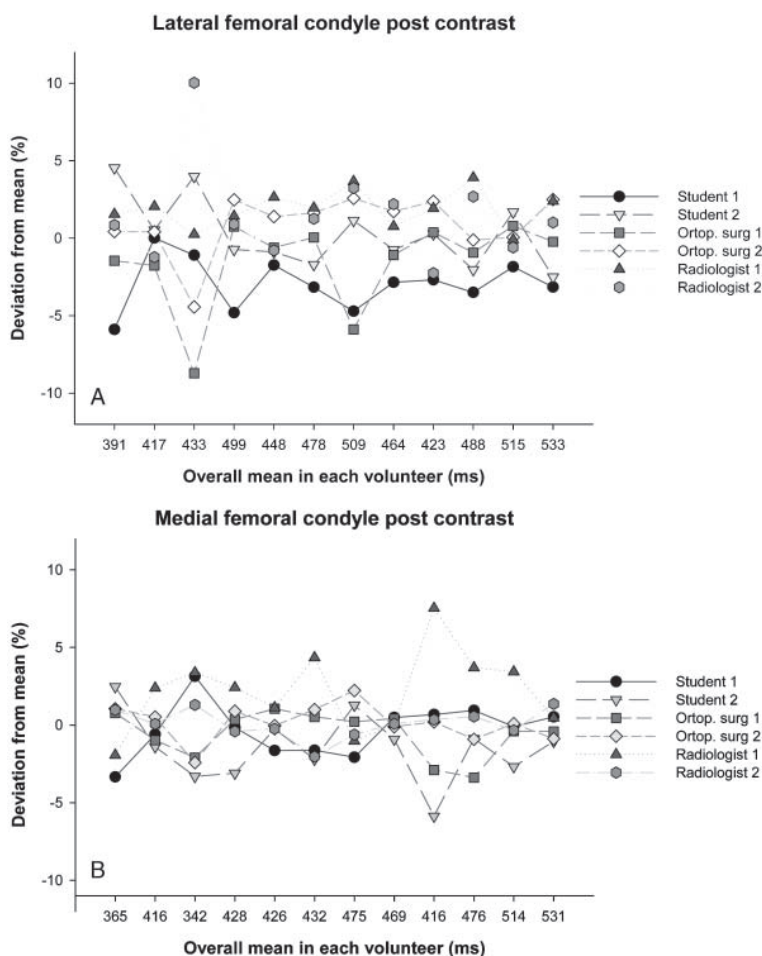 Lateral femoral condyle post contrast
10
5
0
-5
-10
Deviation from mean (%)
A
391 417 433 499 448 478 509 464 423 488 515 533
Overall mean in each volunteer (ms)
Student 1
Student 2
Ortop. surg 1
Ortop. surg 2
Radiologist 1
Radiologist 2
Medial femoral condyle post contrast
10
5
0
-5
-10
Deviation from mean (%)
B
365 416 342 428 426 432 475 469 416 476 514 531
Overall mean in each volunteer (ms)
Student 1
Student 2
Ortop. surg 1
Ortop. surg 2
Radiologist 1
Radiologist 2